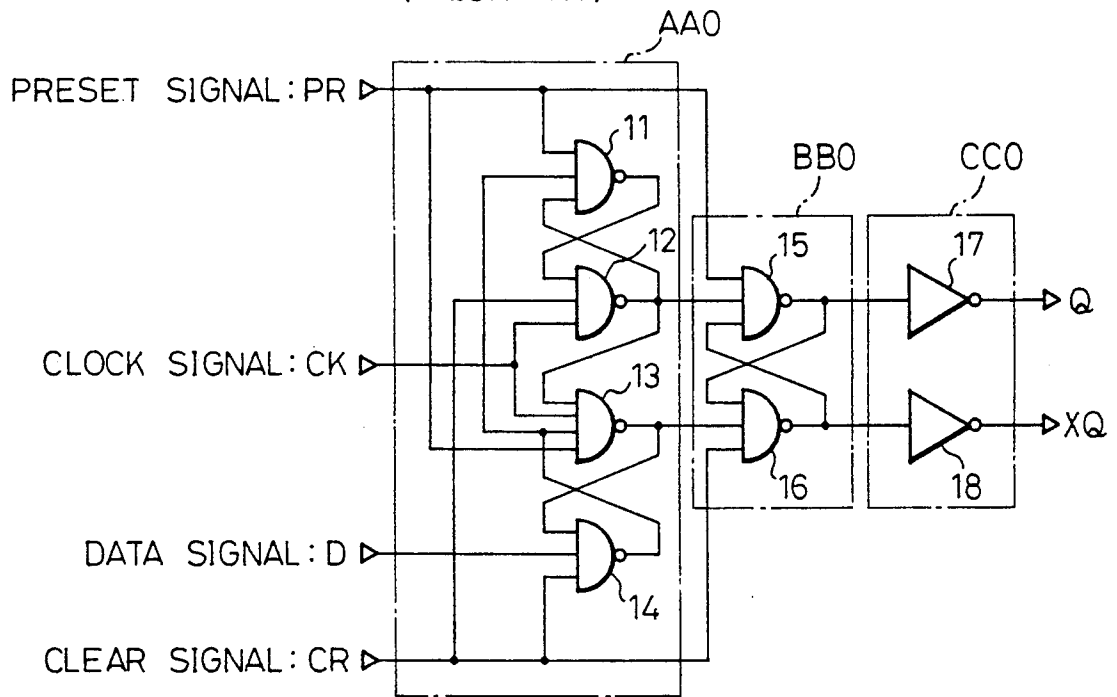 AA0
PRESET SIGNAL:PR
11
BB0
CC0
12
15
17
Q
CLOCK SIGNAL:CK
13
XQ
16
18
DATA SIGNAL:D
14
CLEAR SIGNAL:CR